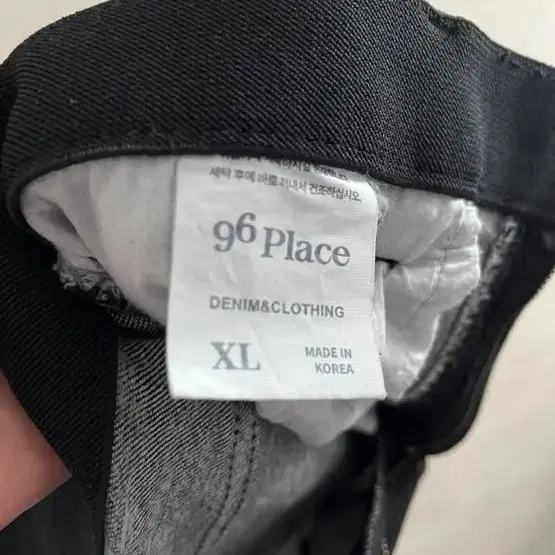 세탁 후에 바로 꺼내서 건조하십시오.
96 Place
DENIM&CLOTHING
XL
MADE IN
KOREA